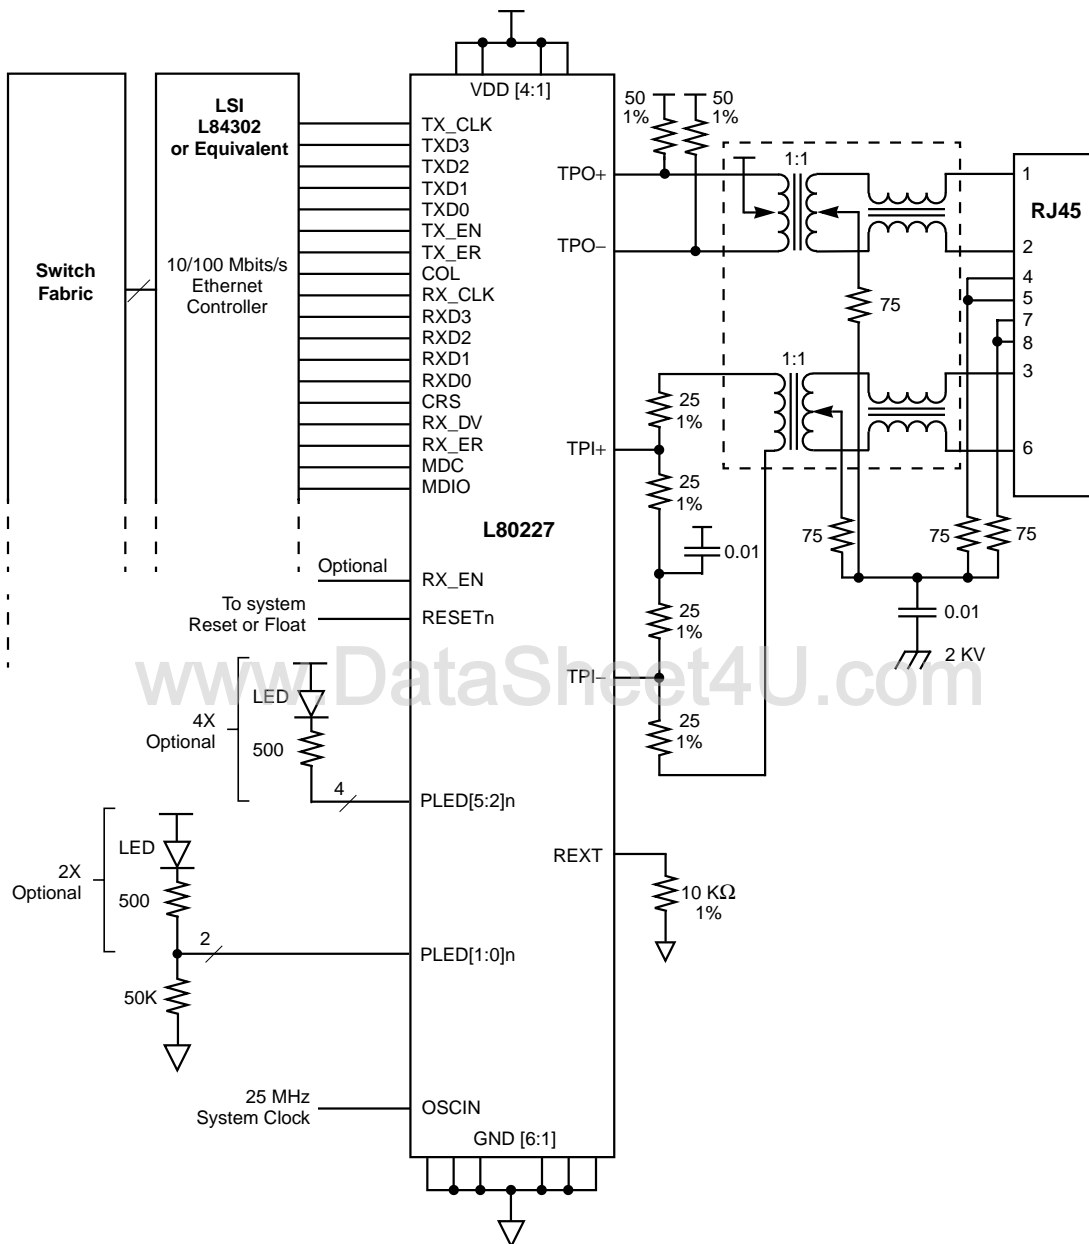 VDD [4:1]
LSI
L84302
or Equivalent
10/100 Mbits/s
Ethernet
Controller
Switch
Fabric
TX_CLK
TXD3
TXD2
TXD1
TXD0
TX_EN
TX_ER
COL
RX_CLK
RXD3
RXD2
RXD1
RXD0
CRS
RX_DV
RX_ER
MDC
MDIO
L80227
Optional
RX_EN
To system
Reset or Float
RESETn
LED
4X
Optional
500
4
PLED[5:2]n
LED
2X
Optional
500
2
PLED[1:0]n
50K
25 MHz
System Clock
OSCIN
GND [6:1]
50
1%
50
1%
TPO+
TPO–
1:1
75
1:1
25
1%
TPI+
25
1%
0.01
25
1%
TPI–
25
1%
REXT
10 KΩ
1%
RJ45
1
2
4
5
7
8
3
6
75
75
75
0.01
2 KV
www.DataSheet4U.com